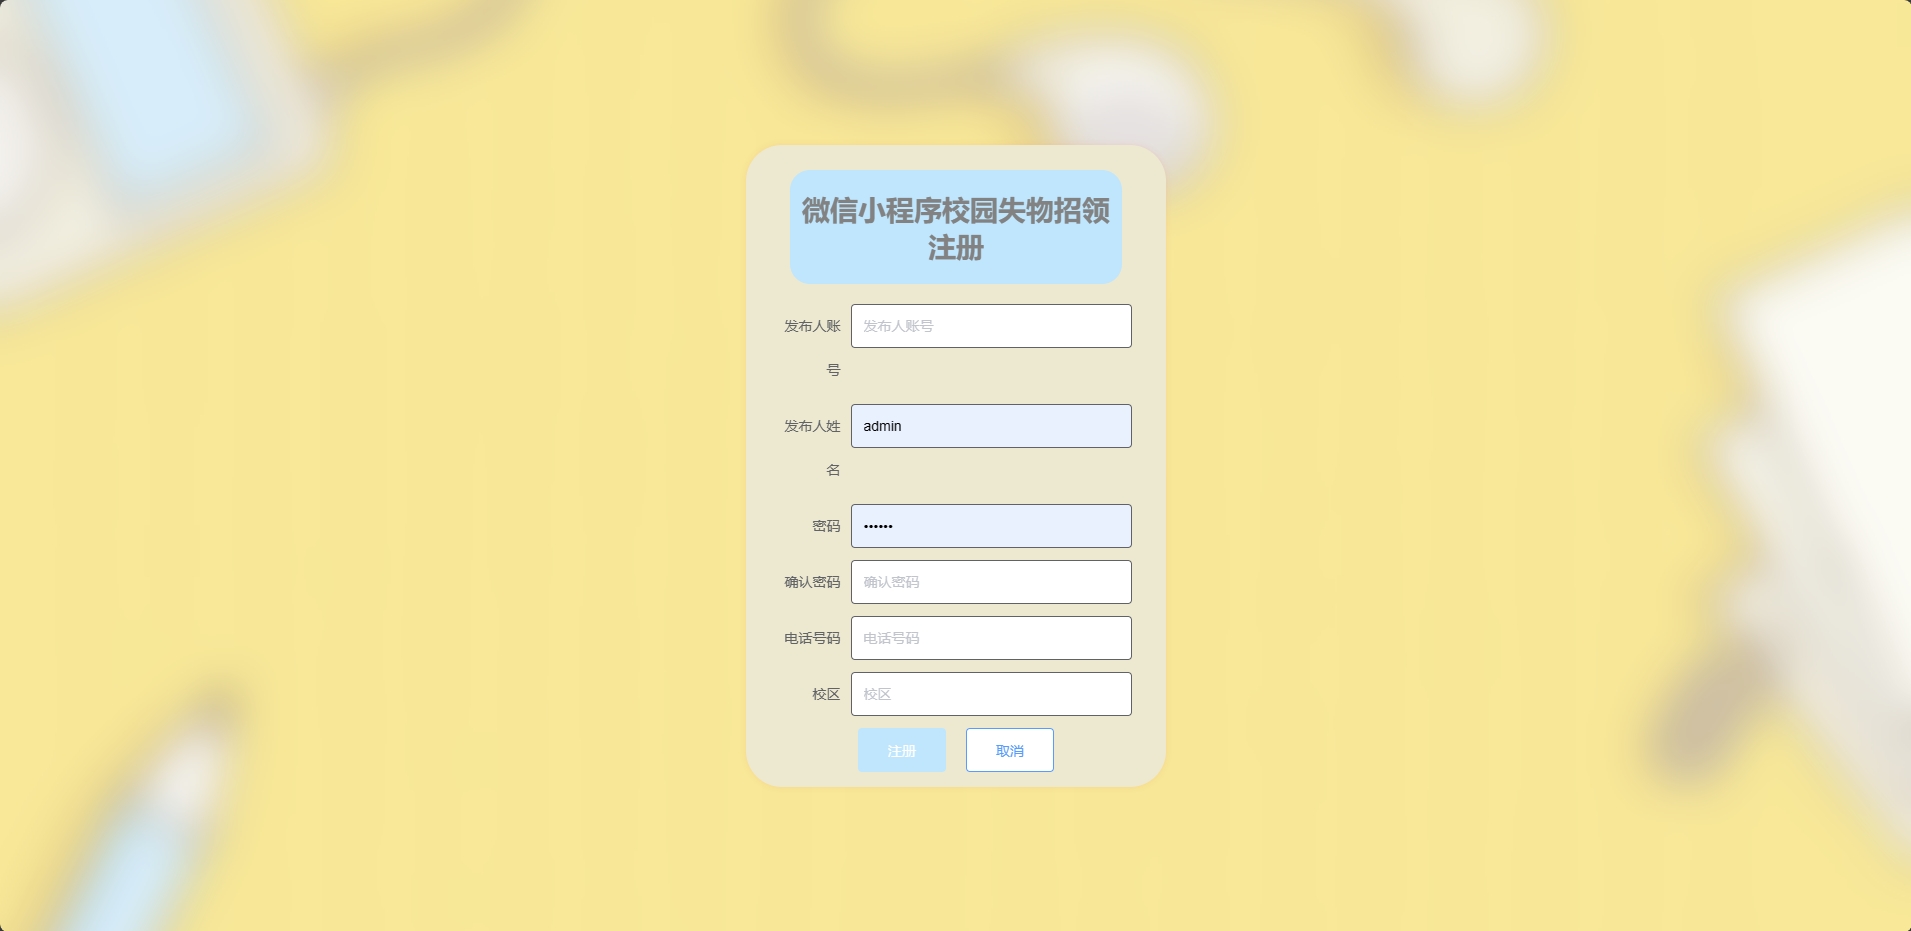 微信小程序校园失物招领
注册
发布人账 发布人账号
号
发布人姓 admin
名
密码 ••••••
确认密码 确认密码
电话号码 电话号码
校区 校区
注册 取消